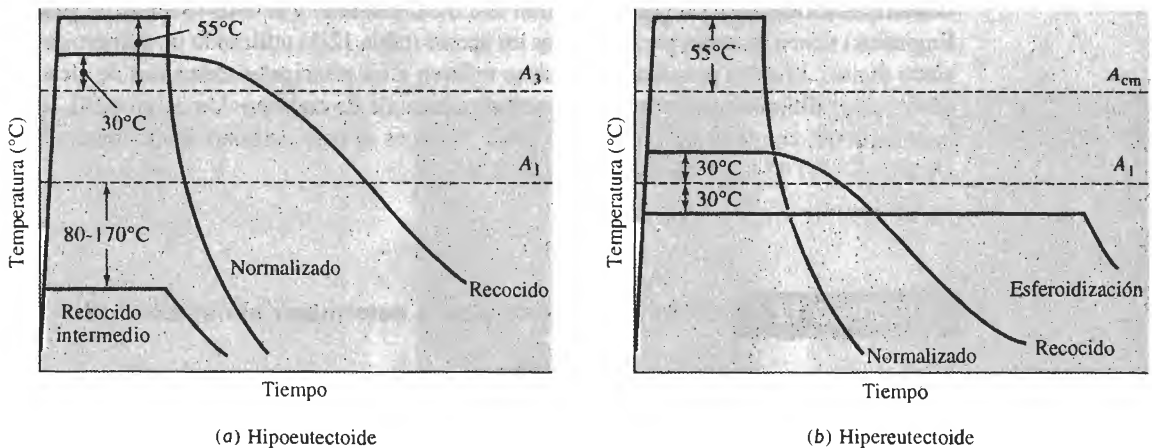 55°C
A3
30°C
A1
80-170°C
Normalizado
Recocido
Recocido
intermedio
Temperatura (°C)
Tiempo
(a) Hipoeutectoide
55°C
Acm
A1
30°C
30°C
Esferoidización
Normalizado
Recocido
Temperatura (°C)
Tiempo
(b) Hipereutectoide